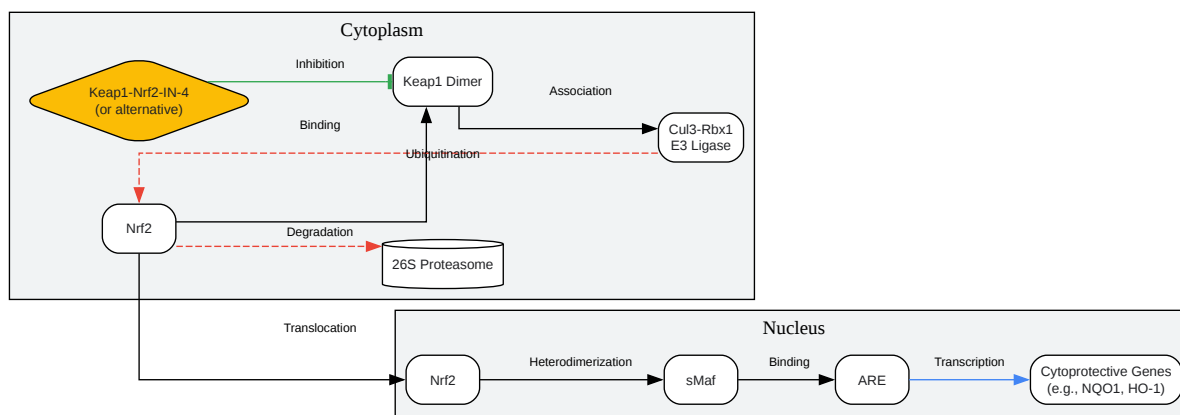 Cytoplasm
Inhibition
Keap1-Nrf2-IN-4
(or alternative)
Keap1 Dimer
Association
Binding
Cul3-Rbx1
E3 Ligase
Ubiquitination
Nrf2
Degradation
26S Proteasome
Translocation
Nucleus
Nrf2
Heterodimerization
sMaf
Binding
ARE
Transcription
Cytoprotective Genes
(e.g., NQO1, HO-1)